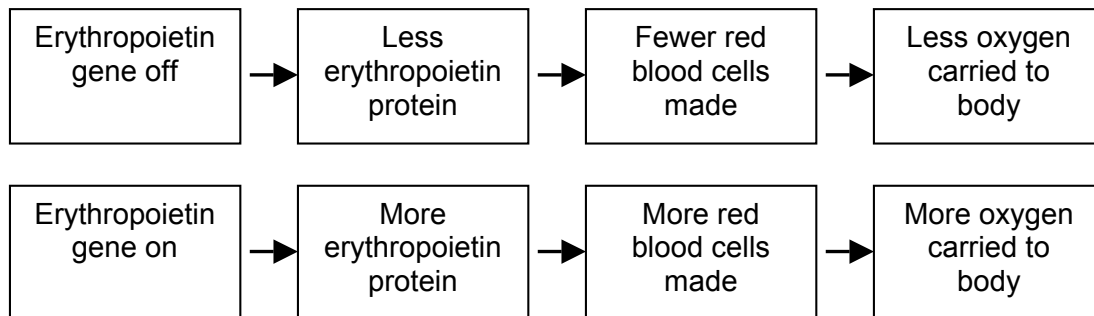 Erythropoietin
gene off
Less
erythropoietin
protein
Fewer red
blood cells
made
Less oxygen
carried to
body
Erythropoietin
gene on
More
erythropoietin
protein
More red
blood cells
made
More oxygen
carried to
body